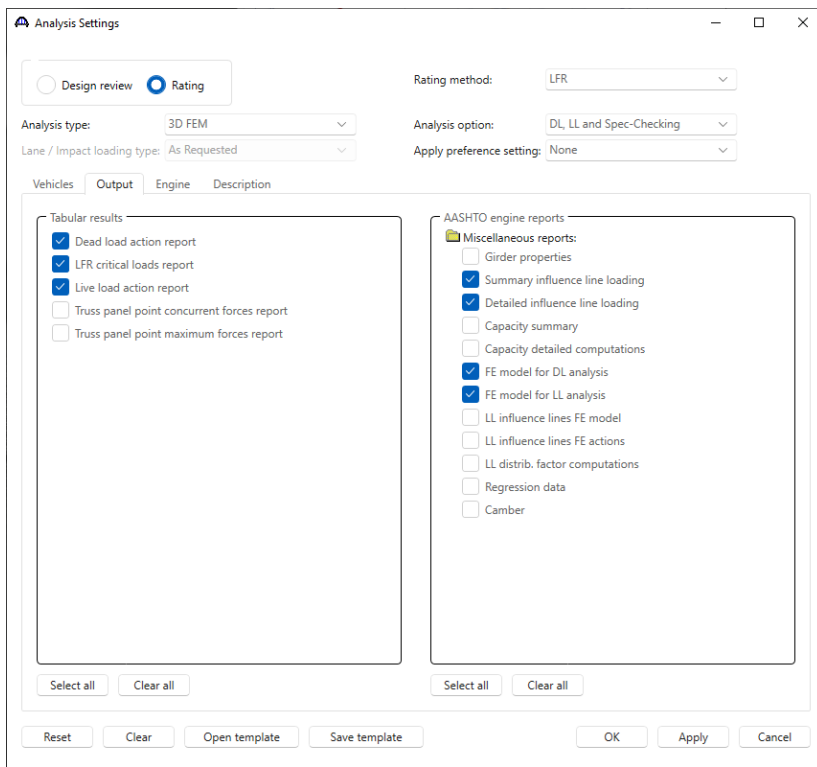 Analysis Settings
Design review Rating
Rating method: LFR
Analysis type: 3D FEM
Analysis option: DL, LL and Spec-Checking
Lane / Impact loading type: As Requested
Apply preference setting: None
Vehicles Output Engine Description
Tabular results
Dead load action report
LFR critical loads report
Live load action report
Truss panel point concurrent forces report
Truss panel point maximum forces report
Select all Clear all
AASHTO engine reports
Miscellaneous reports:
Girder properties
Summary influence line loading
Detailed influence line loading
Capacity summary
Capacity detailed computations
FE model for DL analysis
FE model for LL analysis
LL influence lines FE model
LL influence lines FE actions
LL distrib. factor computations
Regression data
Camber
Select all Clear all
Reset Clear Open template Save template OK Apply Cancel